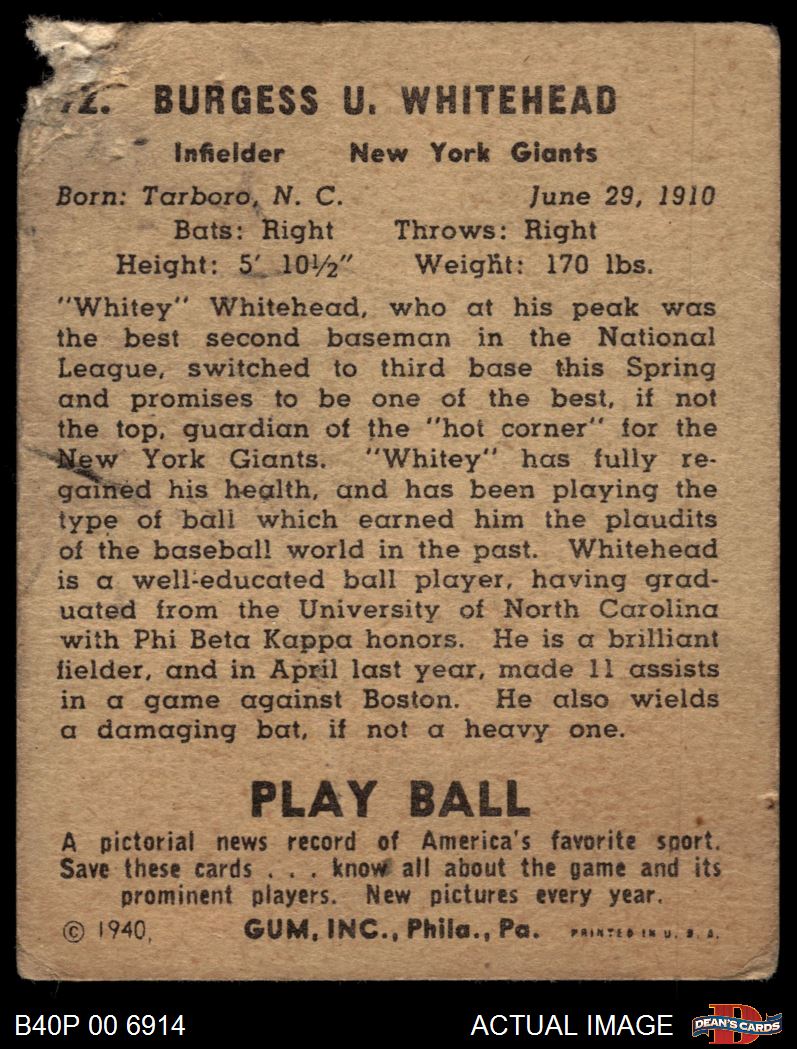 BURGESS U. WHITEHEAD
Infielder New York Giants
Born: Tarboro, N. C. June 29, 1910
Bats: Right Throws: Right
Height: 5' 10½" Weight: 170 lbs.
"Whitey" Whitehead, who at his peak was
the best second baseman in the National
League, switched to third base this Spring
and promises to be one of the best, if not
the top, guardian of the "hot corner" for the
New York Giants. "Whitey" has fully re-
gained his health, and has been playing the
type of ball which earned him the plaudits
of the baseball world in the past. Whitehead
is a well-educated ball player, having grad-
uated from the University of North Carolina
with Phi Beta Kappa honors. He is a brilliant
fielder, and in April last year, made 11 assists
in a game against Boston. He also wields
a damaging bat, if not a heavy one.
PLAY BALL
A pictorial news record of America's favorite sport.
Save these cards . . . know all about the game and its
prominent players. New pictures every year.
© 1940, GUM, INC., Phila., Pa. PRINTED IN U. S. A.
B40P 00 6914 ACTUAL IMAGE DEAN'S CARDS